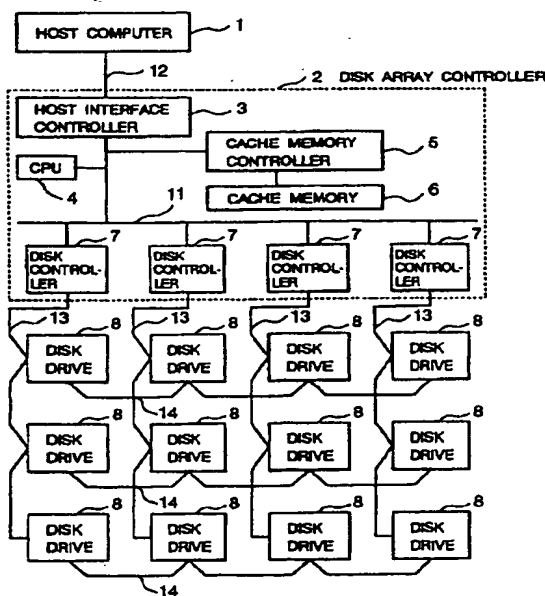 HOST COMPUTER
1
12
2 DISK ARRAY CONTROLLER
HOST INTERFACE
CONTROLLER
3
CACHE MEMORY
CONTROLLER
5
CPU
4
CACHE MEMORY
6
11
7
7
7
7
DISK
CONTROL-
LER
DISK
CONTROL-
LER
DISK
CONTROL-
LER
DISK
CONTROL-
LER
13
8
13
8
13
8
13
8
DISK
DRIVE
DISK
DRIVE
DISK
DRIVE
DISK
DRIVE
14
8
8
8
8
DISK
DRIVE
DISK
DRIVE
DISK
DRIVE
DISK
DRIVE
14
8
8
8
8
DISK
DRIVE
DISK
DRIVE
DISK
DRIVE
DISK
DRIVE
14